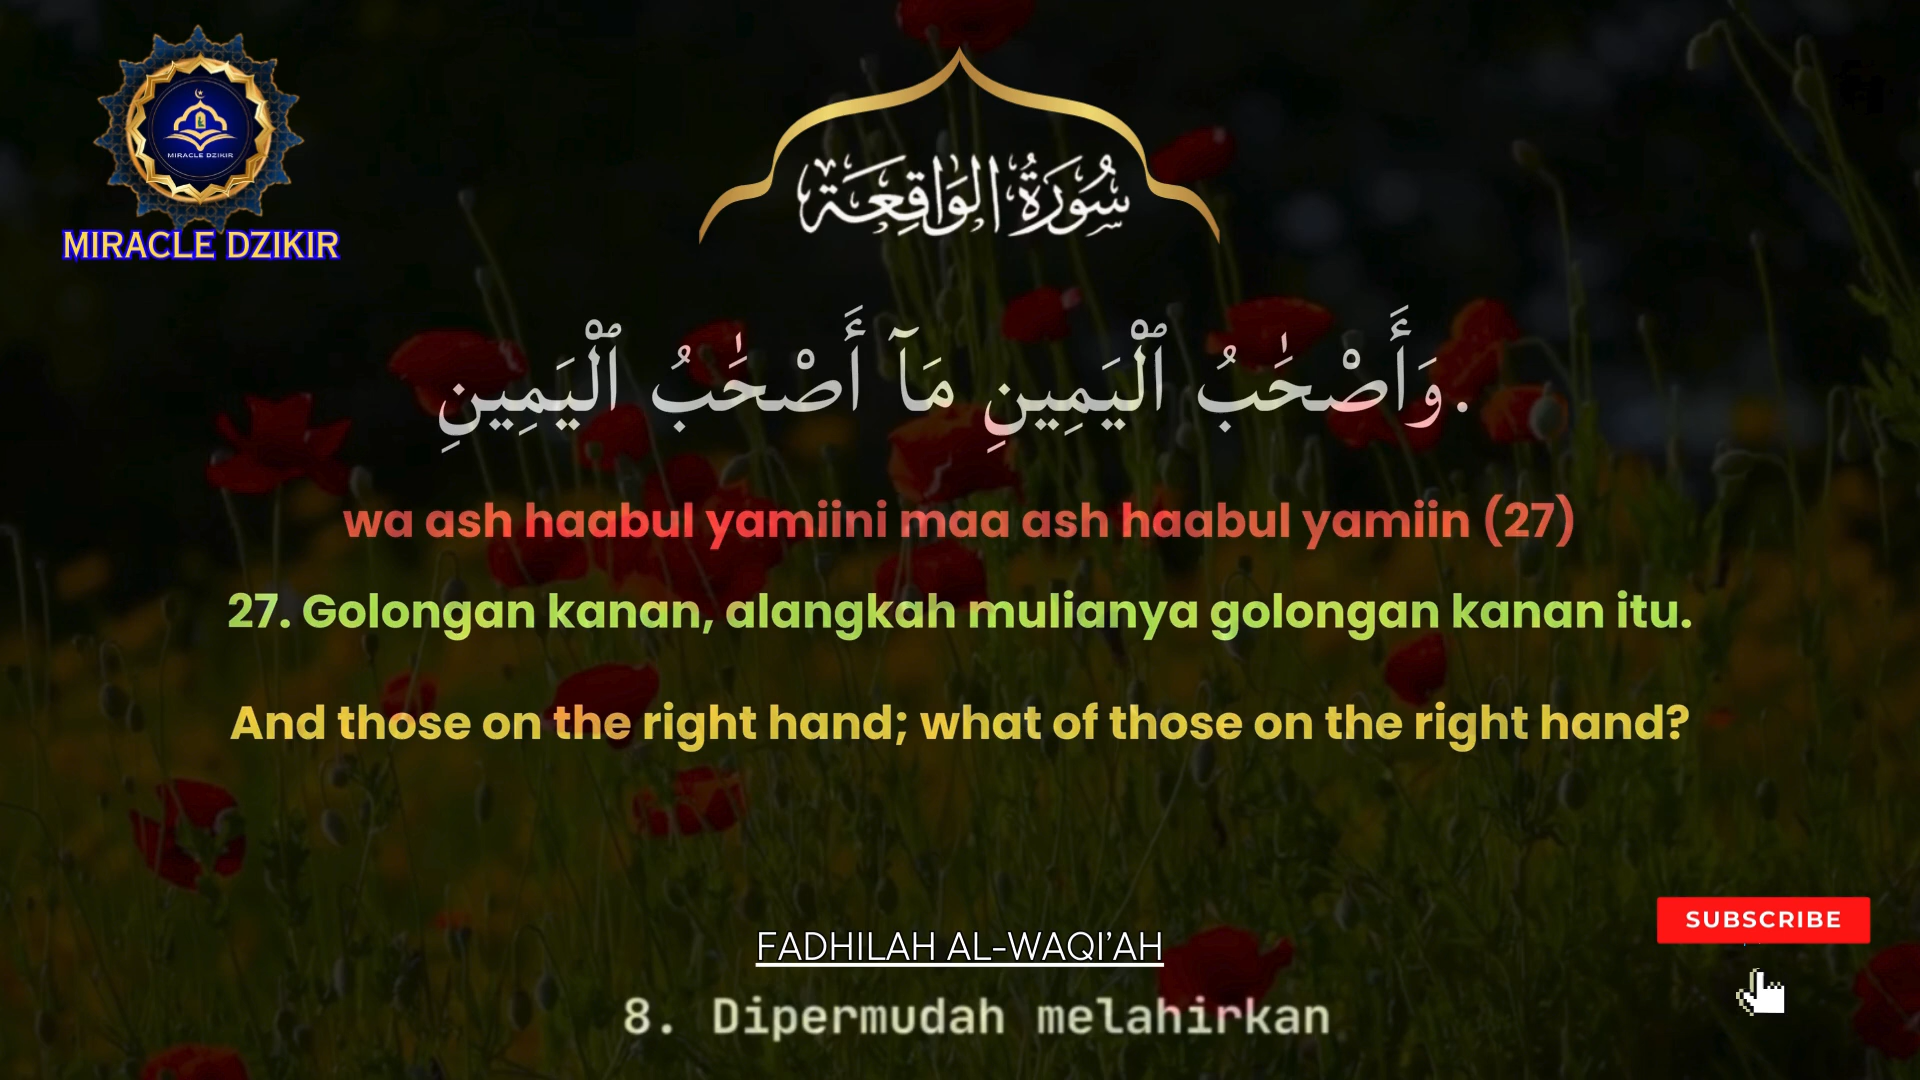 MIRACLE DZIKIR
MIRACLE DZIKIR
سُورَةُ الوَاقِعَة
وَأَصْحَٰبُ ٱلْيَمِينِ مَآ أَصْحَٰبُ ٱلْيَمِينِ.
wa ash haabul yamiini maa ash haabul yamiin (27)
27. Golongan kanan, alangkah mulianya golongan kanan itu.
And those on the right hand; what of those on the right hand?
SUBSCRIBE
FADHILAH AL-WAQI'AH
8. Dipermudah melahirkan